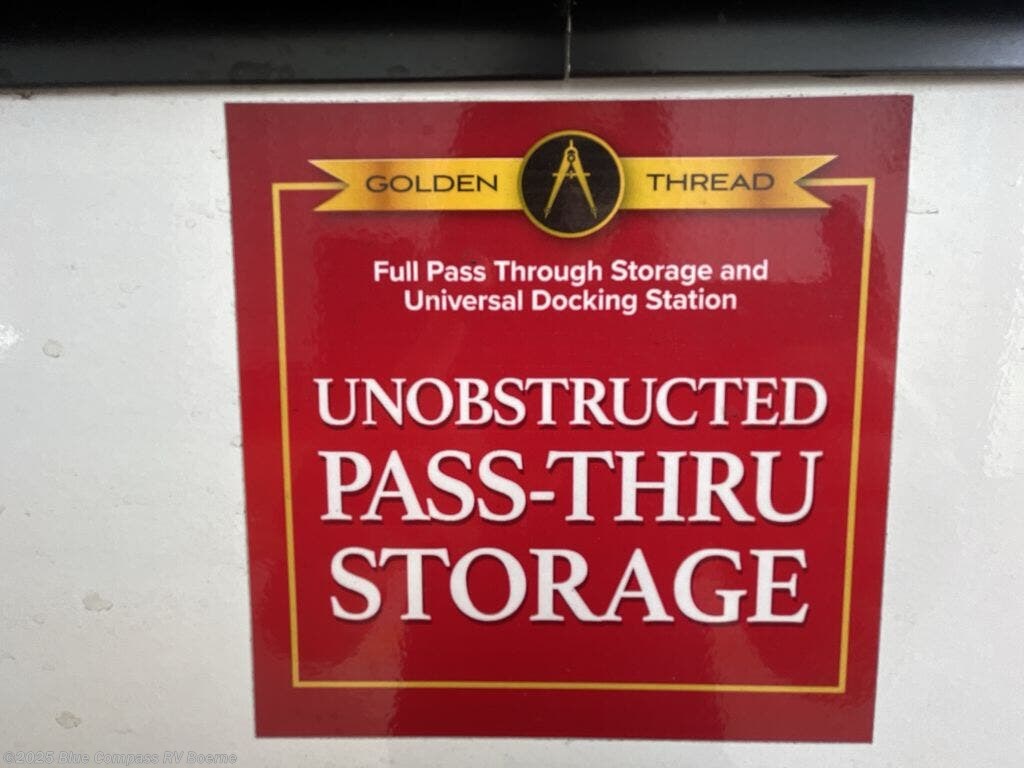 GOLDEN THREAD
Full Pass Through Storage and
Universal Docking Station
UNOBSTRUCTED
PASS-THRU
STORAGE
©2025 Blue Compass RV Boerne